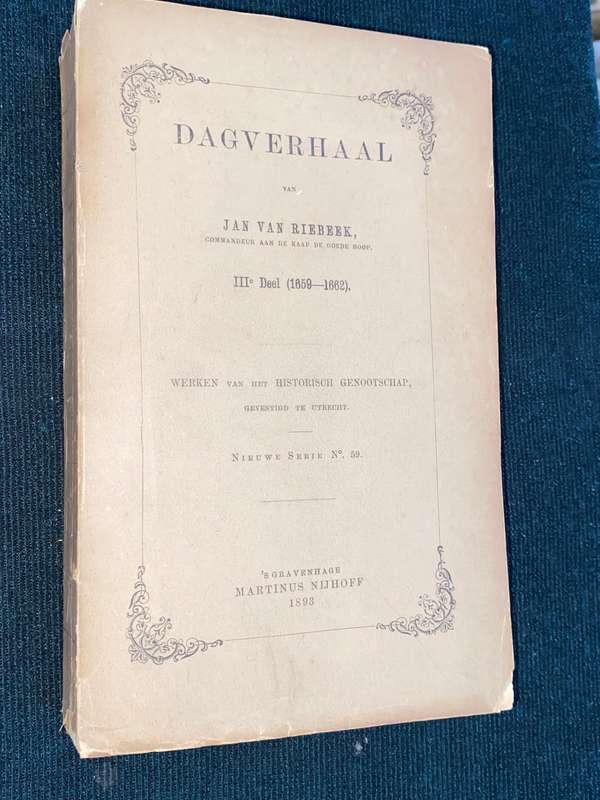 DAGVERHAAL
VAN
JAN VAN RIEBEEK,
COMMANDEUR AAN DE KAAP DE GOEDE HOOP.
IIIe Deel (1659—1662).
WERKEN VAN HET HISTORISCH GENOOTSCHAP,
GEVESTIGD TE UTRECHT.
NIEUWE SERIE No. 59.
'S GRAVENHAGE
MARTINUS NIJHOFF
1893